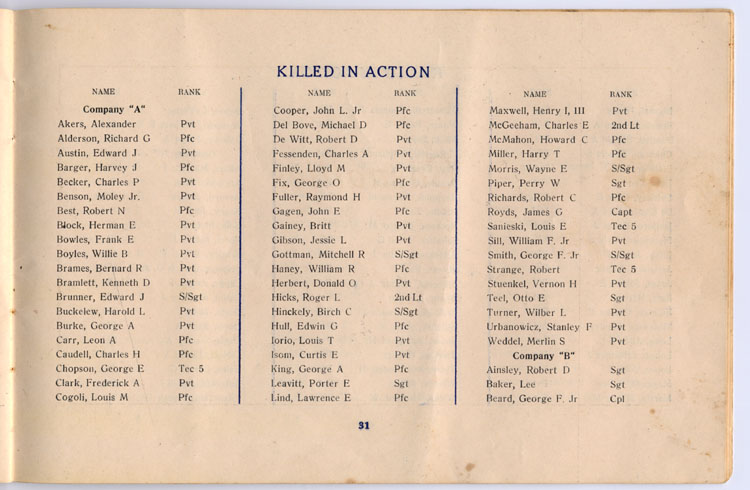 KILLED IN ACTION
NAME RANK
Company "A"
Akers, Alexander Pvt
Alderson, Richard G Pfc
Austin, Edward J Pvt
Barger, Harvey J Pfc
Becker, Charles P Pvt
Benson, Moley Jr. Pvt
Best, Robert N Pfc
Block, Herman E Pvt
Bowles, Frank E Pvt
Boyles, Willie B Pvt
Brames, Bernard R Pvt
Bramlett, Kenneth D Pvt
Brunner, Edward J S/Sgt
Buckelew, Harold L Pvt
Burke, George A Pvt
Carr, Leon A Pfc
Caudell, Charles H Pfc
Chopson, George E Tec 5
Clark, Frederick A Pvt
Cogoli, Louis M Pfc
NAME RANK
Cooper, John L. Jr Pfc
Del Bove, Michael D Pfc
De Witt, Robert D Pvt
Fessenden, Charles A Pvt
Finley, Lloyd M Pvt
Fix, George O Pfc
Fuller, Raymond H Pvt
Gagen, John E Pfc
Gainey, Britt Pvt
Gibson, Jessie L Pvt
Gottman, Mitchell R S/Sgt
Haney, William R Pfc
Herbert, Donald O Pvt
Hicks, Roger L 2nd Lt
Hinckely, Birch C S/Sgt
Hull, Edwin G Pfc
Iorio, Louis T Pvt
Isom, Curtis E Pvt
King, George A Pfc
Leavitt, Porter E Sgt
Lind, Lawrence E Pfc
NAME RANK
Maxwell, Henry I, III Pvt
McGeeham, Charles E 2nd Lt
McMahon, Howard C Pfc
Miller, Harry T Pfc
Morris, Wayne E S/Sgt
Piper, Perry W Sgt
Richards, Robert C Pfc
Royds, James G Capt
Sanieski, Louis E Tec 5
Sill, William F. Jr Pvt
Smith, George F. Jr S/Sgt
Strange, Robert Tec 5
Stuenkel, Vernon H Pvt
Teel, Otto E Sgt
Turner, Wilber L Pvt
Urbanowicz, Stanley F Pvt
Weddel, Merlin S Pvt
Company "B"
Ainsley, Robert D Sgt
Baker, Lee Sgt
Beard, George F. Jr Cpl
31